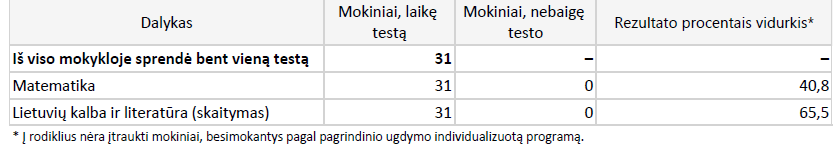 Dalykas Mokiniai, laikę testą Mokiniai, nebaigę testo Rezultato procentais vidurkis*
Iš viso mokykloje sprendė bent vieną testą 31 – –
Matematika 31 0 40,8
Lietuvių kalba ir literatūra (skaitymas) 31 0 65,5
* Į rodiklius nėra įtraukti mokiniai, besimokantys pagal pagrindinio ugdymo individualizuotą programą.